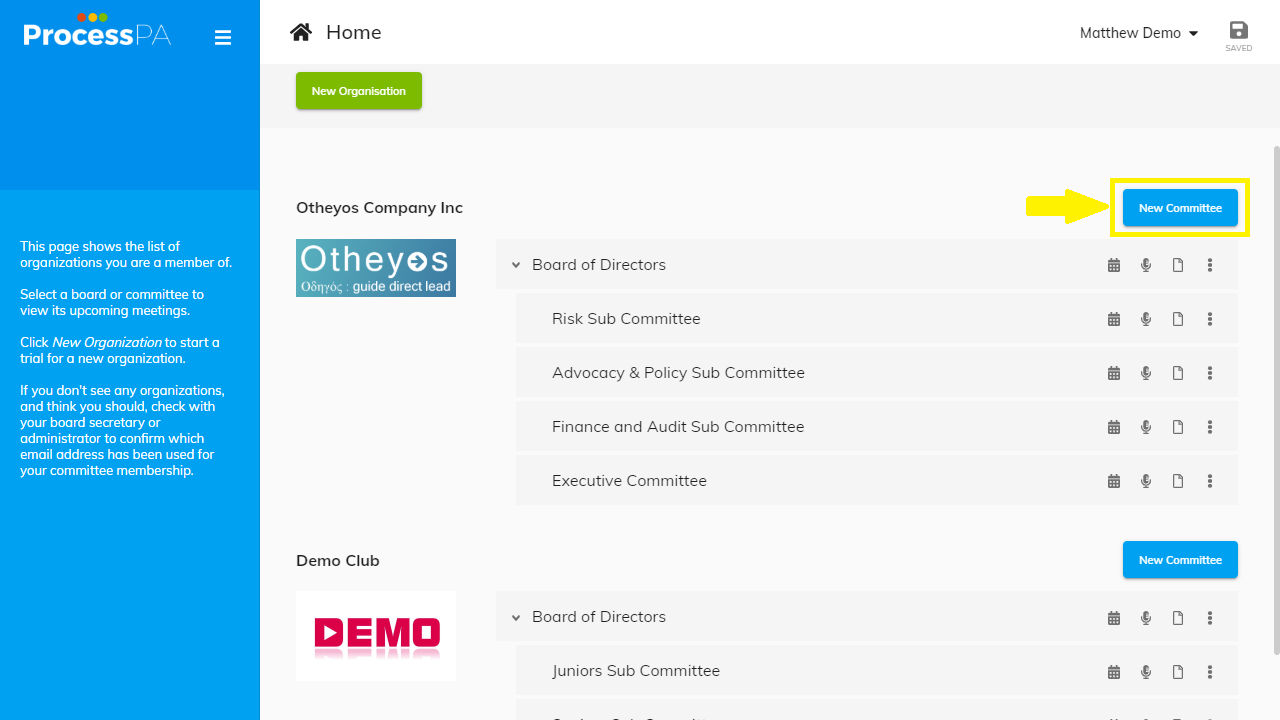 ProcessPA
Home
Matthew Demo
SAVED
New Organisation
This page shows the list of
organizations you are a member of.
Select a board or committee to
view its upcoming meetings.
Click New Organization to start a
trial for a new organization.
If you don't see any organizations,
and think you should, check with
your board secretary or
administrator to confirm which
email address has been used for
your committee membership.
Otheyos Company Inc
New Committee
Otheyos
Οδηγός : guide direct lead
Board of Directors
Risk Sub Committee
Advocacy & Policy Sub Committee
Finance and Audit Sub Committee
Executive Committee
Demo Club
New Committee
DEMO
Board of Directors
Juniors Sub Committee